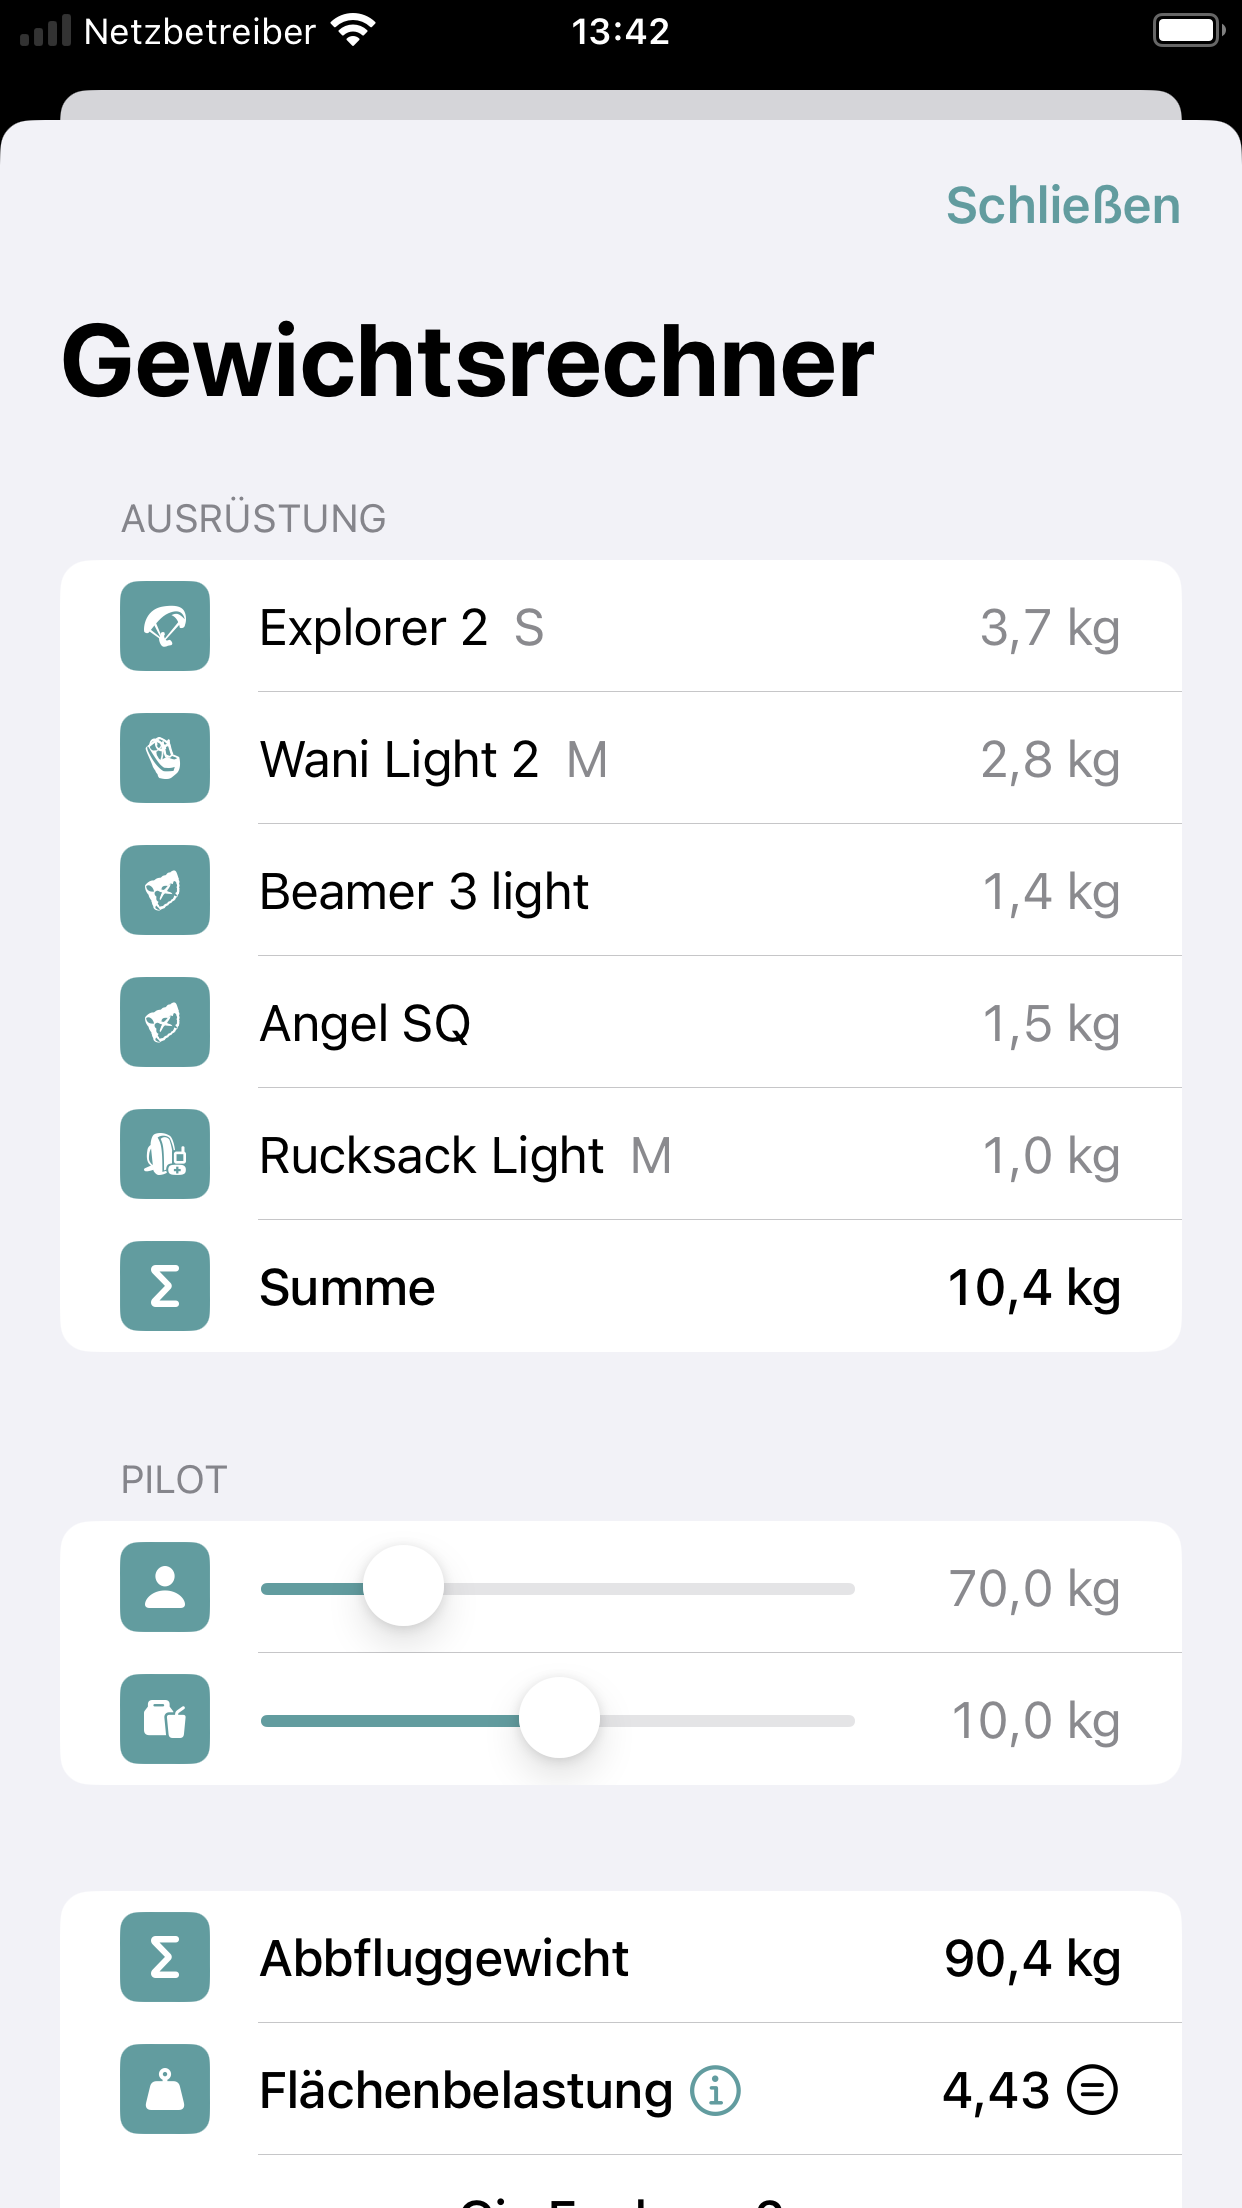 Netzbetreiber 13:42
Schließen
Gewichtsrechner
AUSRÜSTUNG
Explorer 2 S 3,7 kg
Wani Light 2 M 2,8 kg
Beamer 3 light 1,4 kg
Angel SQ 1,5 kg
Rucksack Light M 1,0 kg
Σ Summe 10,4 kg
PILOT
70,0 kg
10,0 kg
Σ Abbfluggewicht 90,4 kg
Flächenbelastung i 4,43 =